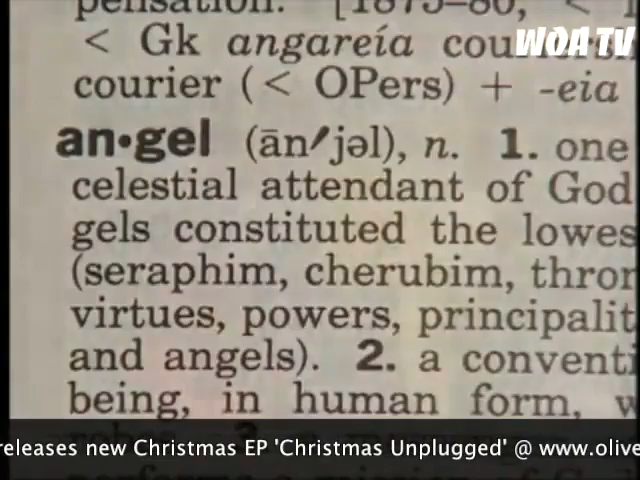 pensation. [1875–80, <
< Gk angareía
courier (< OPers) + -eia
WOA TV
an•gel (ān′jəl), n. 1. one
celestial attendant of God
gels constituted the lowes
(seraphim, cherubim, thron
virtues, powers, principalit
and angels). 2. a conventi
being, in human form, w
releases new Christmas EP 'Christmas Unplugged' @ www.olive